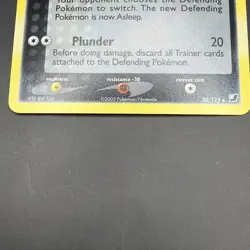 Your opponent chooses the Defending
Pokémon to switch. The new Defending
Pokémon is now Asleep.
Plunder 20
Before doing damage, discard all Trainer cards
attached to the Defending Pokémon.
weakness resistance -30 retreat cost
©2005 Pokémon/Nintendo